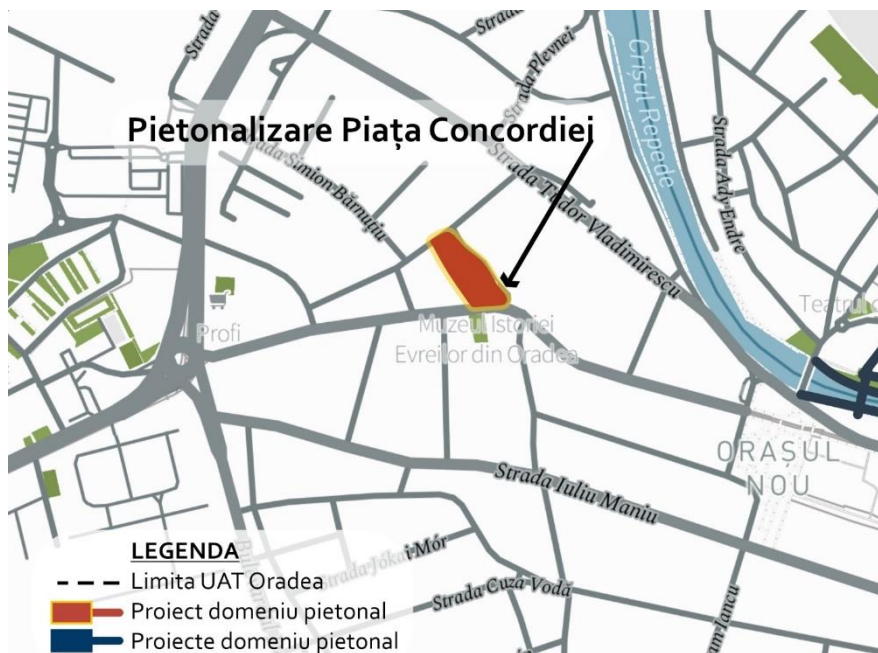 Strada
Strada Plevnei
Crișul Repede
Pietonalizare Piața Concordiei
Strada Simion Bărnuțiu
Strada Tudor Vladimirescu
Strada Ady Endre
Teatrul
Profi
Muzeul Istoriei
Evreilor din Oradea
ORAȘUL
NOU
Strada Iuliu Maniu
LEGENDA
Limita UAT Oradea
Strada Cuza Vodă
Proiect domeniu pietonal
Proiecte domeniu pietonal